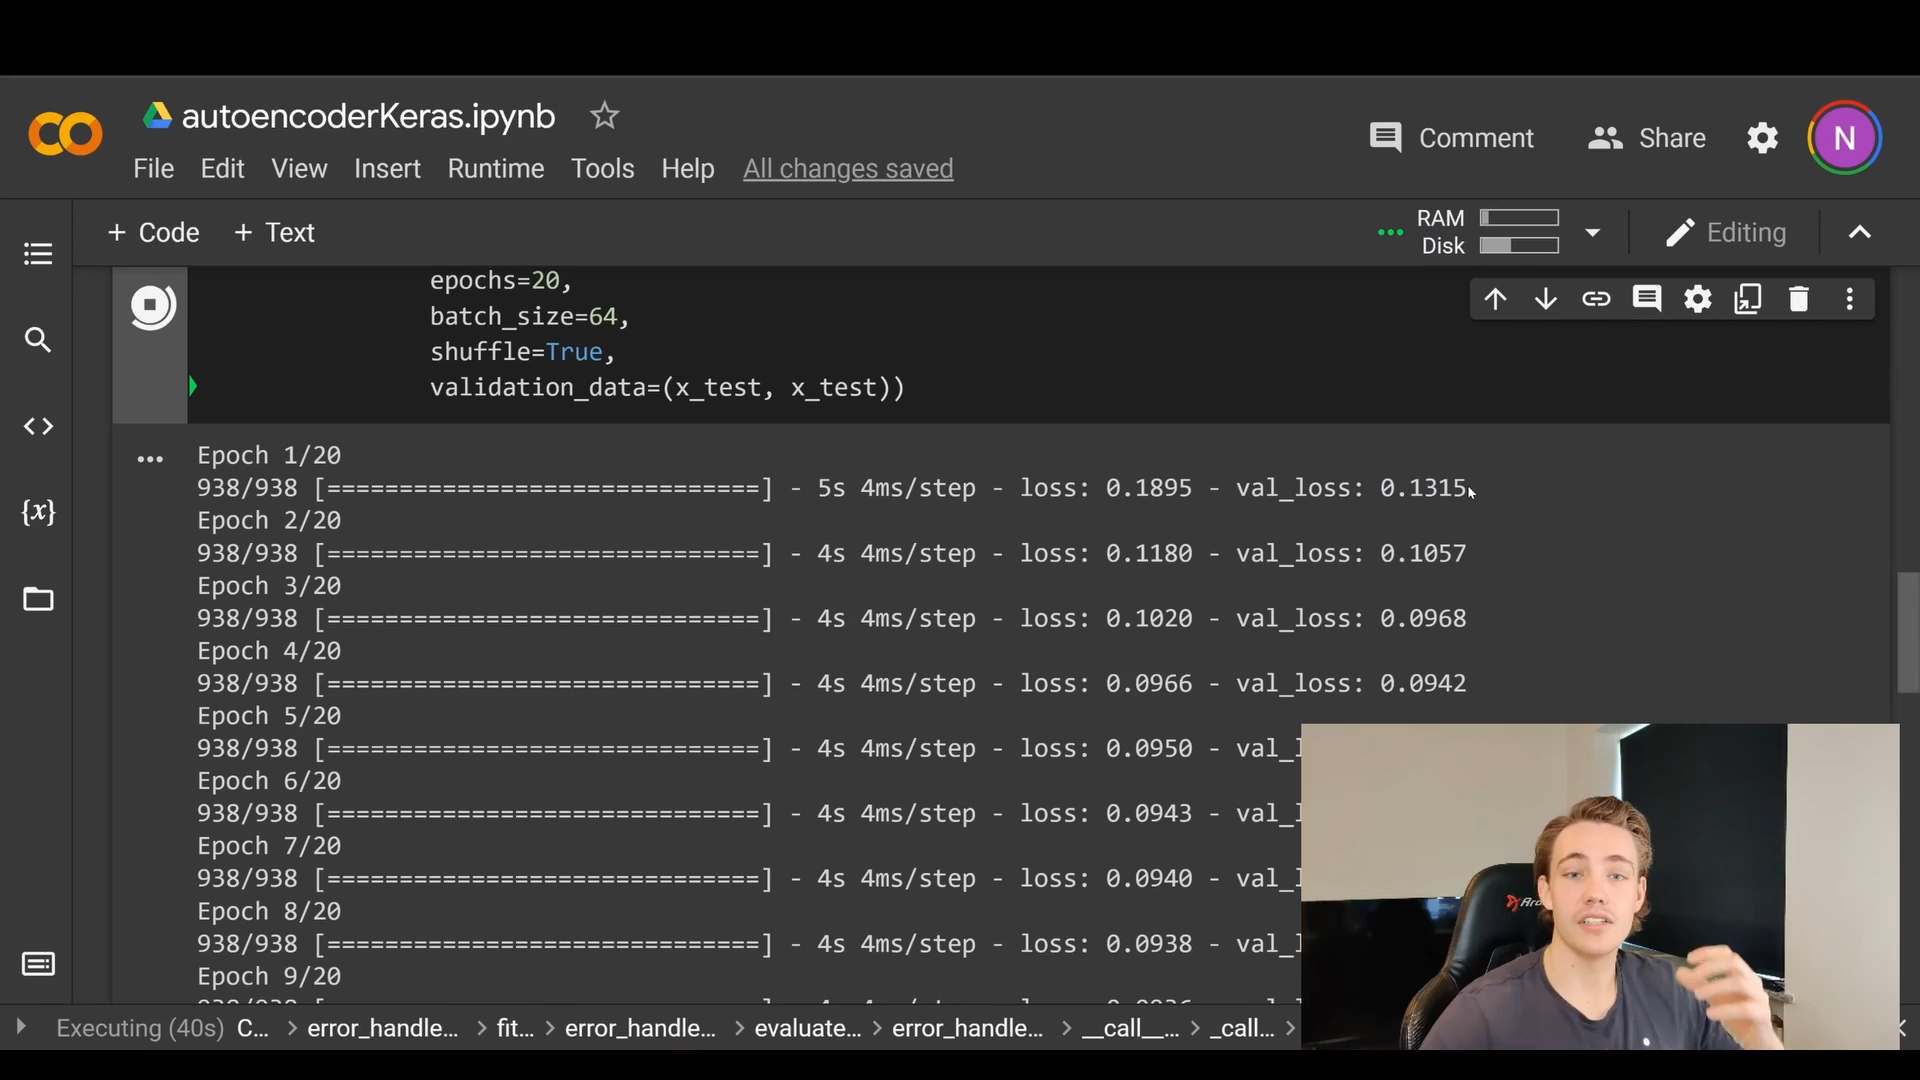 autoencoderKeras.ipynb
Comment
Share
N
File Edit View Insert Runtime Tools Help All changes saved
+ Code + Text
RAM
Disk
Editing
epochs=20,
batch_size=64,
shuffle=True,
validation_data=(x_test, x_test))
Epoch 1/20
938/938 [==============================] - 5s 4ms/step - loss: 0.1895 - val_loss: 0.1315
Epoch 2/20
938/938 [==============================] - 4s 4ms/step - loss: 0.1180 - val_loss: 0.1057
Epoch 3/20
938/938 [==============================] - 4s 4ms/step - loss: 0.1020 - val_loss: 0.0968
Epoch 4/20
938/938 [==============================] - 4s 4ms/step - loss: 0.0966 - val_loss: 0.0942
Epoch 5/20
938/938 [==============================] - 4s 4ms/step - loss: 0.0950 - val_l
Epoch 6/20
938/938 [==============================] - 4s 4ms/step - loss: 0.0943 - val_l
Epoch 7/20
938/938 [==============================] - 4s 4ms/step - loss: 0.0940 - val_l
Epoch 8/20
938/938 [==============================] - 4s 4ms/step - loss: 0.0938 - val_l
Epoch 9/20
Executing (40s) C... > error_handle... > fit... > error_handle... > evaluate... > error_handle... > __call__... > _call... >